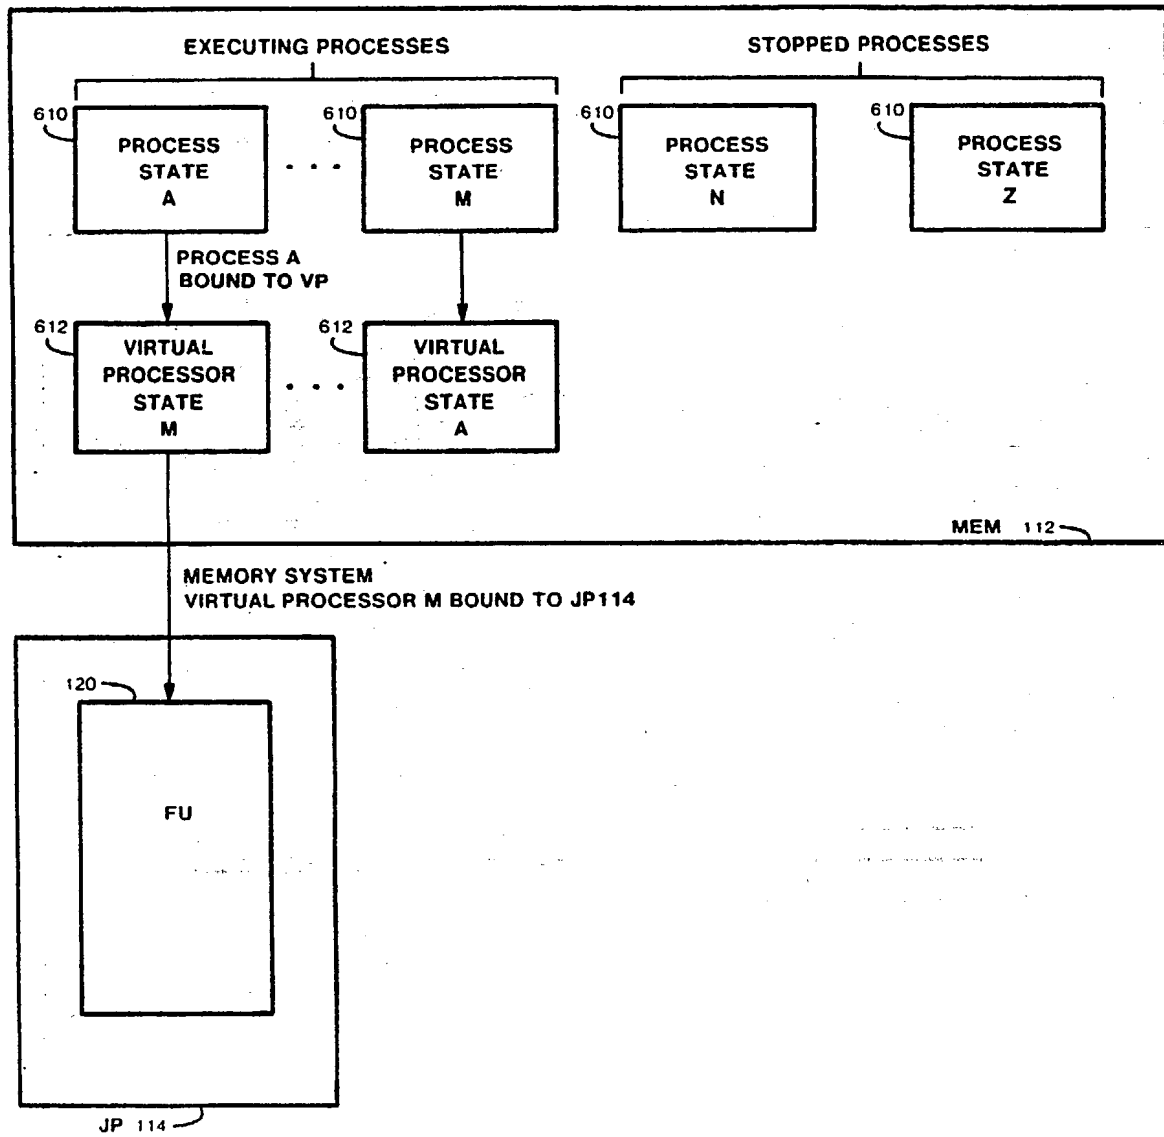 EXECUTING PROCESSES
STOPPED PROCESSES
610
PROCESS
STATE
A
. . .
610
PROCESS
STATE
M
610
PROCESS
STATE
N
610
PROCESS
STATE
Z
PROCESS A
BOUND TO VP
612
VIRTUAL
PROCESSOR
STATE
M
. . .
612
VIRTUAL
PROCESSOR
STATE
A
MEM 112
MEMORY SYSTEM
VIRTUAL PROCESSOR M BOUND TO JP114
120
FU
JP 114